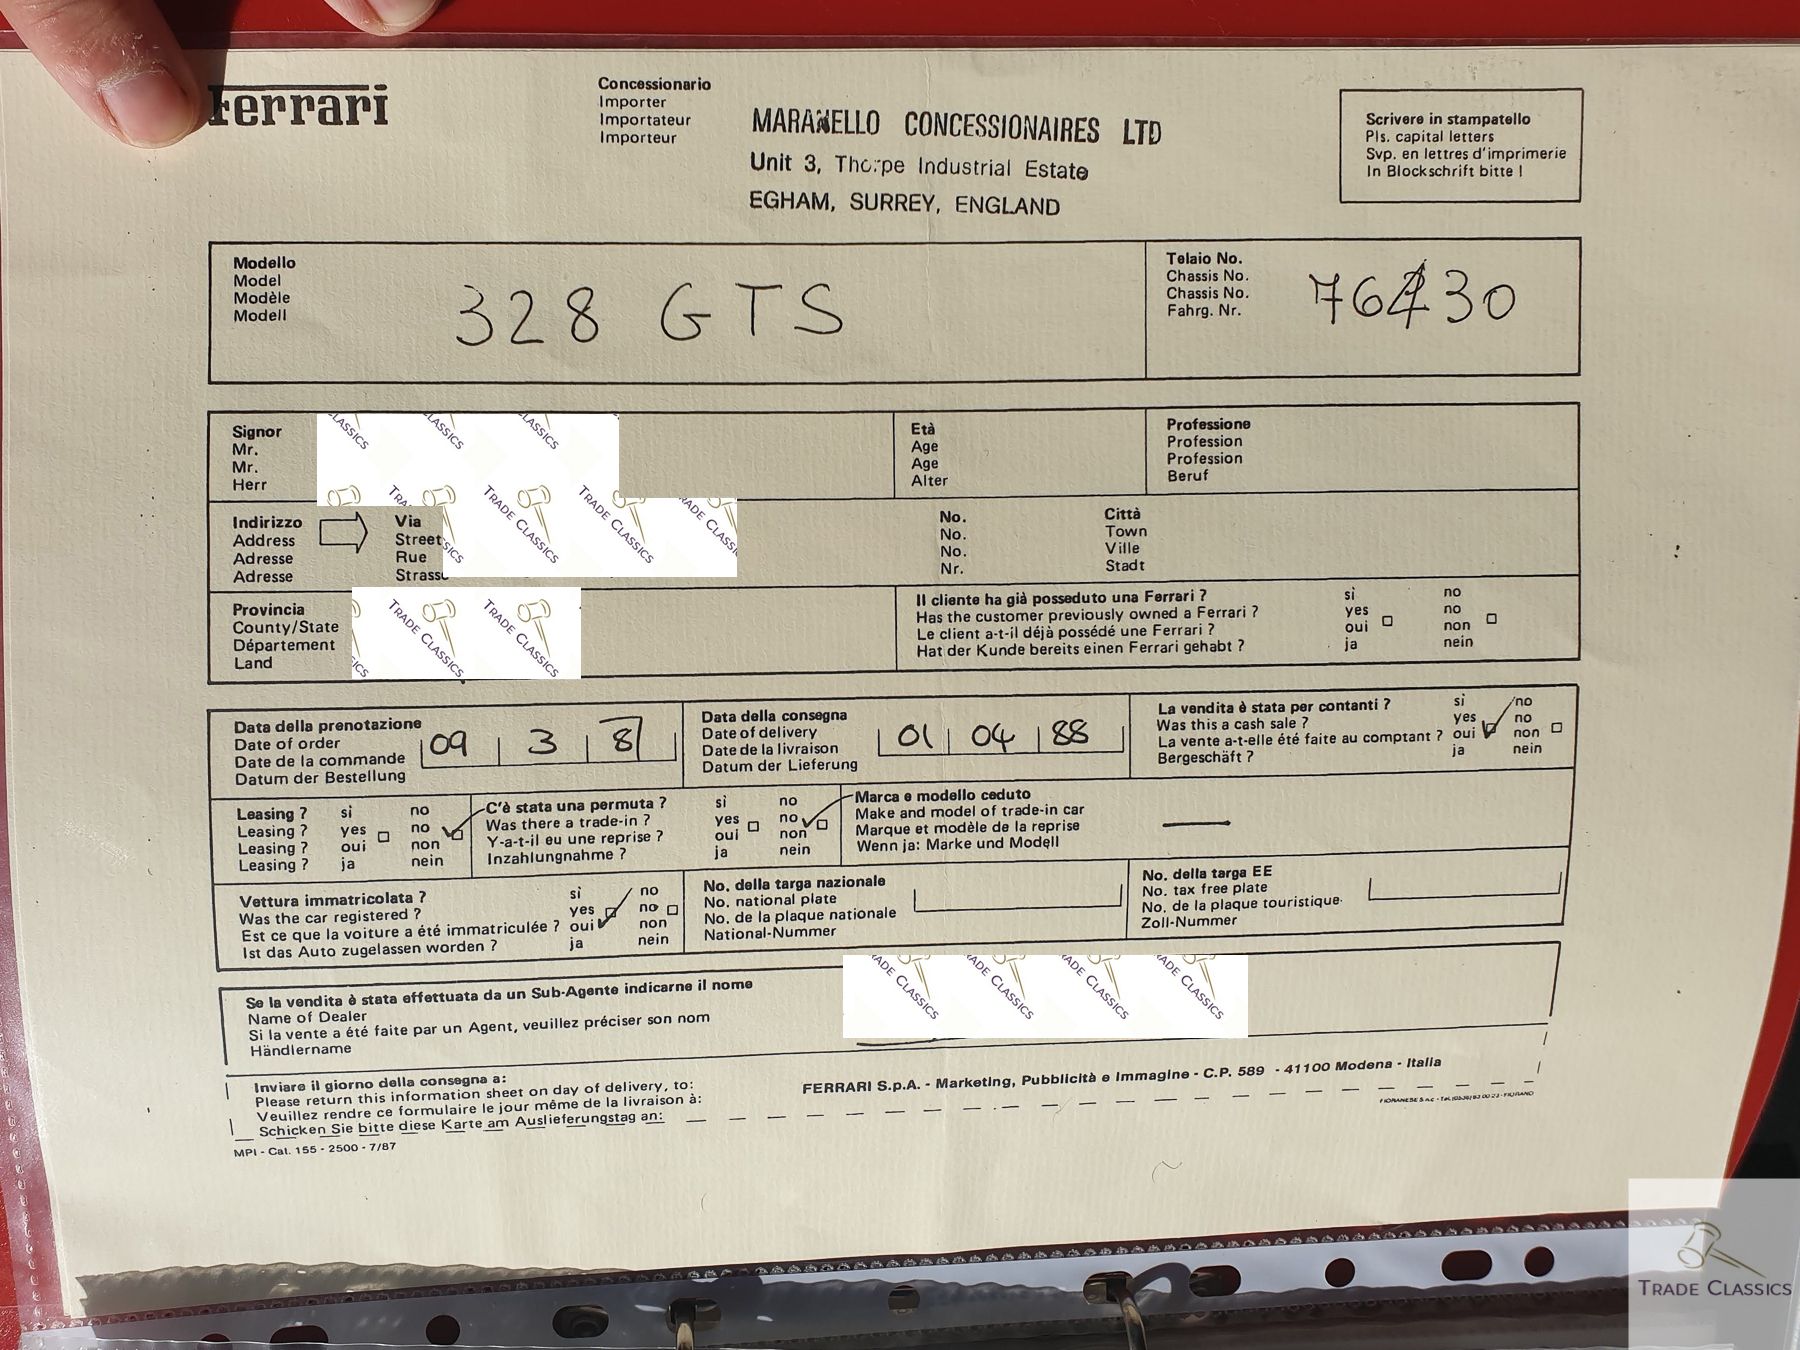 Ferrari
Concessionario
Importer
Importateur
Importeur
MARANELLO CONCESSIONAIRES LTD
Unit 3, Thorpe Industrial Estate
EGHAM, SURREY, ENGLAND
Scrivere in stampatello
Pls. capital letters
Svp. en lettres d'imprimerie
In Blockschrift bitte !
Modello
Model
Modèle
Modell
328 GTS
Telaio No.
Chassis No.
Chassis No.
Fahrg. Nr.
Signor
Mr.
Mr.
Herr
Età
Age
Age
Alter
Professione
Profession
Profession
Beruf
Indirizzo
Address
Adresse
Adresse
Via
Street
Rue
Strasse
No.
No.
No.
Nr.
Città
Town
Ville
Stadt
Provincia
County/State
Département
Land
Il cliente ha già posseduto una Ferrari ?
Has the customer previously owned a Ferrari ?
Le client a-t-il déjà possédé une Ferrari ?
Hat der Kunde bereits einen Ferrari gehabt ?
sì
yes
oui
ja
no
no
non
nein
Data della prenotazione
Date of order
Date de la commande
Datum der Bestellung
09 3 87
Data della consegna
Date of delivery
Date de la livraison
Datum der Lieferung
01 04 88
La vendita è stata per contanti ?
Was this a cash sale ?
La vente a-t-elle été faite au comptant ?
Bergeschäft ?
sì
yes
oui
ja
no
no
non
nein
Leasing ?
Leasing ?
Leasing ?
Leasing ?
sì
yes
oui
ja
no
no
non
nein
C'è stata una permuta ?
Was there a trade-in ?
Y-a-t-il eu une reprise ?
Inzahlungnahme ?
sì
yes
oui
ja
no
no
non
nein
Marca e modello ceduto
Make and model of trade-in car
Marque et modèle de la reprise
Wenn ja: Marke und Modell
Vettura immatricolata ?
Was the car registered ?
Est ce que la voiture a été immatriculée ?
Ist das Auto zugelassen worden ?
sì
yes
oui
ja
no
no
non
nein
No. della targa nazionale
No. national plate
No. de la plaque nationale
National-Nummer
No. della targa EE
No. tax free plate
No. de la plaque touristique
Zoll-Nummer
Se la vendita è stata effettuata da un Sub-Agente indicarne il nome
Name of Dealer
Si la vente a été faite par un Agent, veuillez préciser son nom
Händlername
Inviare il giorno della consegna a:
Please return this information sheet on day of delivery, to:
Veuillez rendre ce formulaire le jour même de la livraison à:
Schicken Sie bitte diese Karte am Auslieferungstag an:
FERRARI S.p.A. - Marketing, Pubblicità e Immagine - C.P. 589 - 41100 Modena - Italia
MPI - Cat. 155 - 2500 - 7/87
TRADE CLASSICS